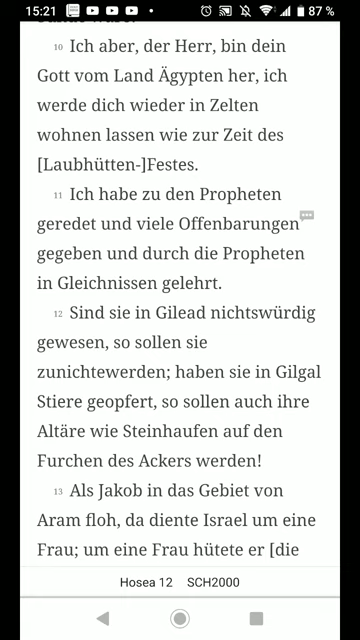 15:21
87 %
10 Ich aber, der Herr, bin dein
Gott vom Land Ägypten her, ich
werde dich wieder in Zelten
wohnen lassen wie zur Zeit des
[Laubhütten-]Festes.
11 Ich habe zu den Propheten
geredet und viele Offenbarungen
gegeben und durch die Propheten
in Gleichnissen gelehrt.
12 Sind sie in Gilead nichtswürdig
gewesen, so sollen sie
zunichtewerden; haben sie in Gilgal
Stiere geopfert, so sollen auch ihre
Altäre wie Steinhaufen auf den
Furchen des Ackers werden!
13 Als Jakob in das Gebiet von
Aram floh, da diente Israel um eine
Frau; um eine Frau hütete er [die
Hosea 12 SCH2000